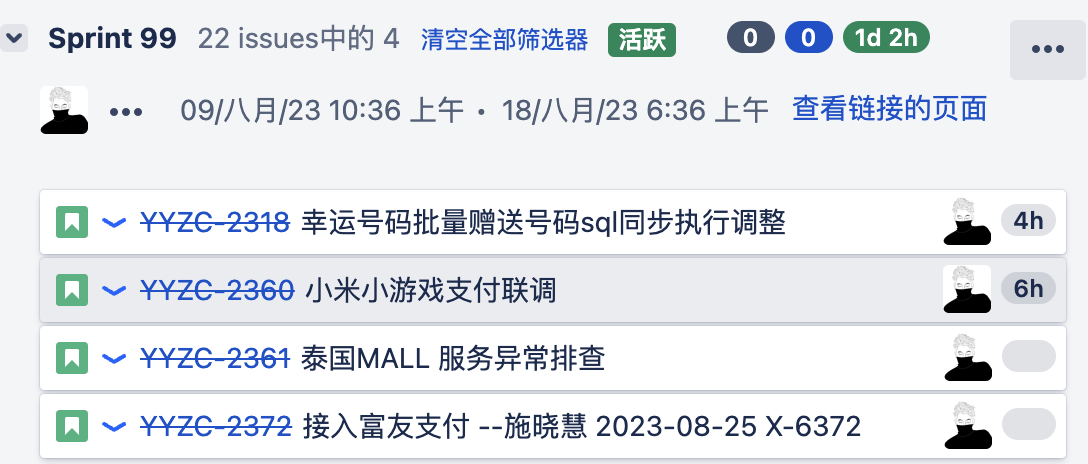 Sprint 99 22 issues中的 4 清空全部筛选器 活跃 0 0 1d 2h
09/八月/23 10:36 上午 • 18/八月/23 6:36 上午 查看链接的页面
YYZC-2318 幸运号码批量赠送号码sql同步执行调整 4h
YYZC-2360 小米小游戏支付联调 6h
YYZC-2361 泰国MALL 服务异常排查
YYZC-2372 接入富友支付 --施晓慧 2023-08-25 X-6372